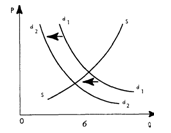 P
d₂ d₁ S
d₁
S d₂
0 б Q